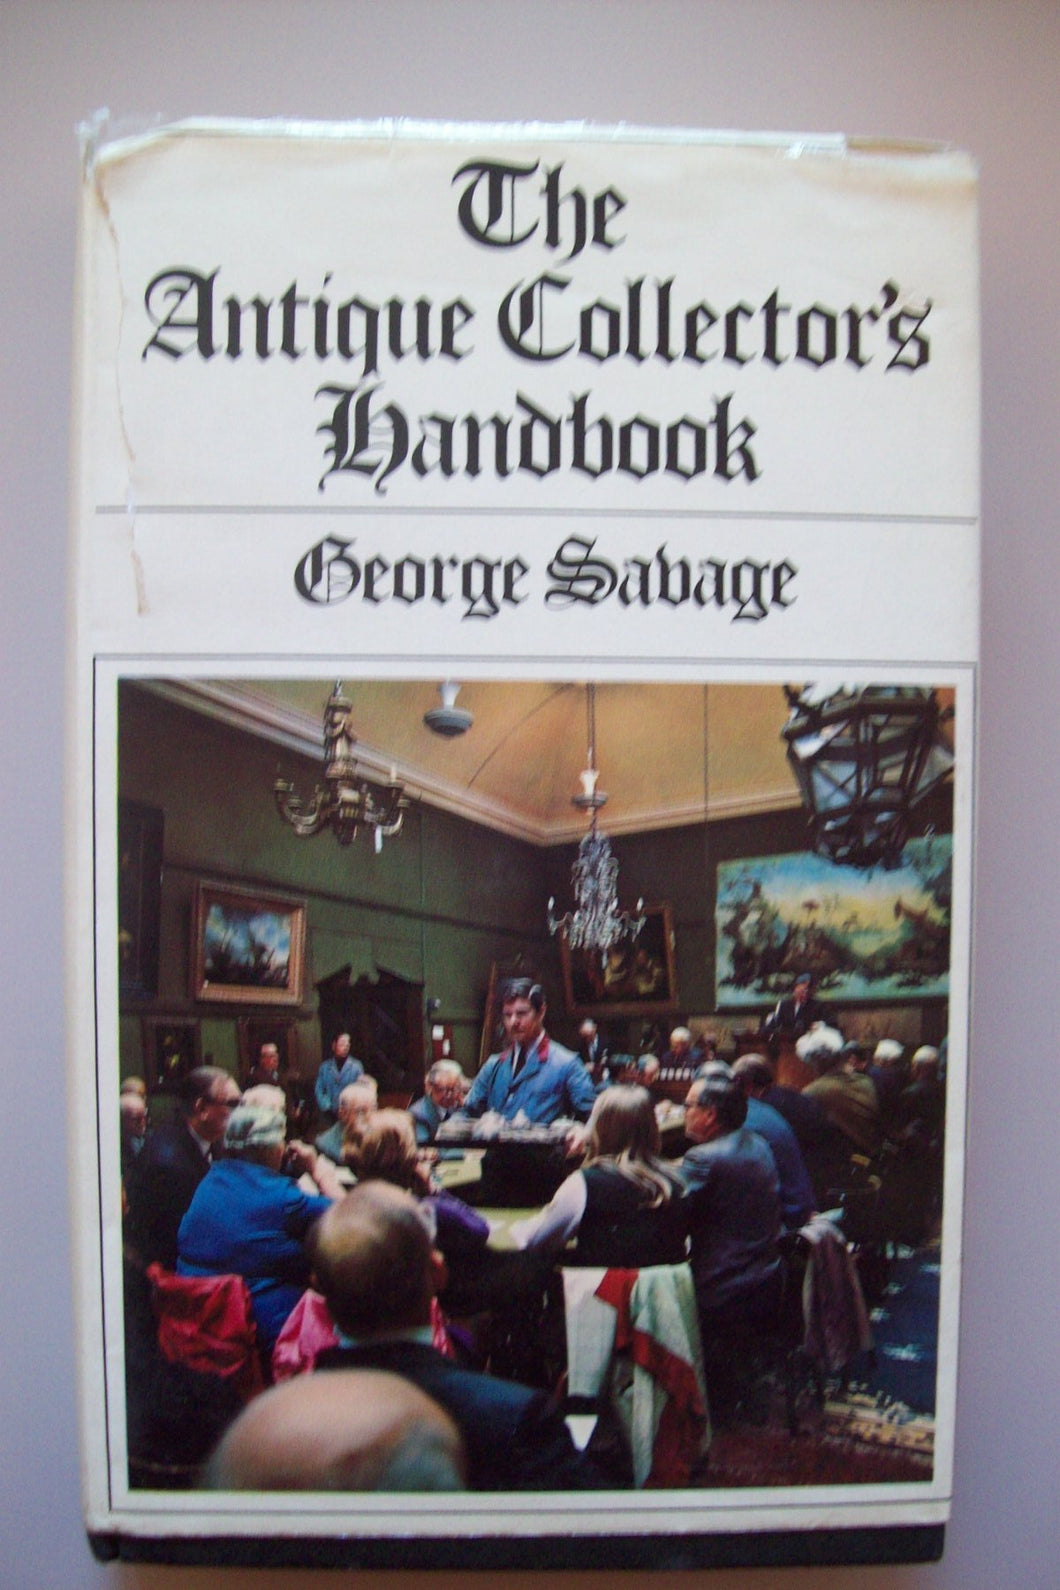 The
Antique Collector's
Handbook
George Savage